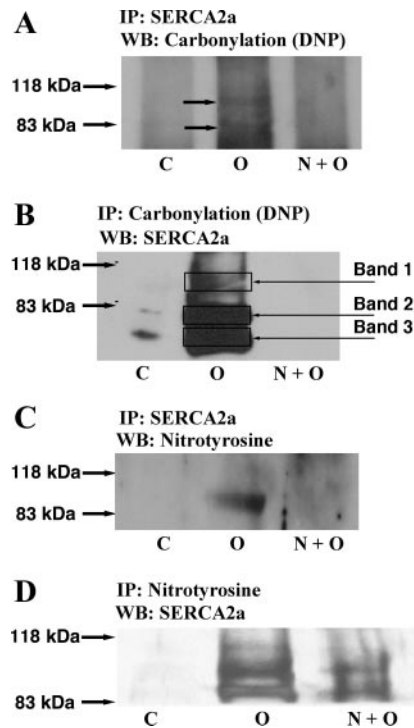 A
IP: SERCA2a
WB: Carbonylation (DNP)
118 kDa
83 kDa
C O N + O
B
IP: Carbonylation (DNP)
WB: SERCA2a
118 kDa
Band 1
83 kDa
Band 2
Band 3
C O N + O
C
IP: SERCA2a
WB: Nitrotyrosine
118 kDa
83 kDa
C O N + O
D
IP: Nitrotyrosine
WB: SERCA2a
118 kDa
83 kDa
C O N + O